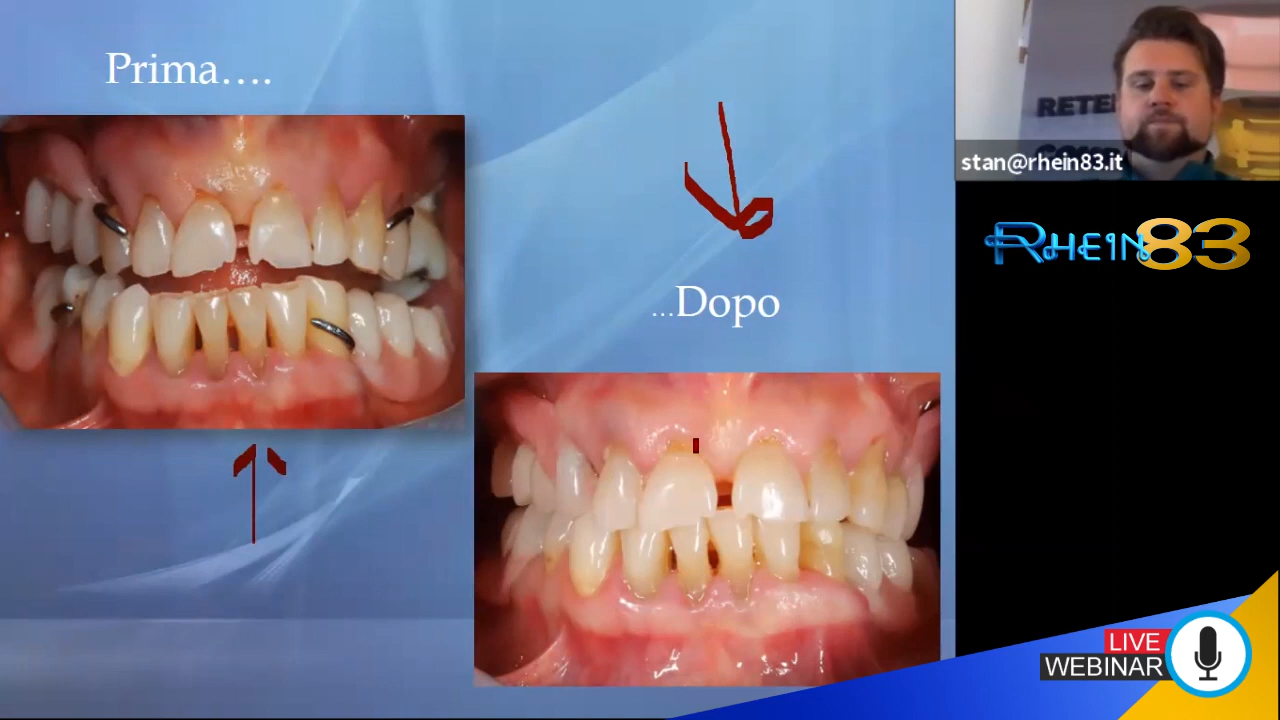 Prima....
RETE
stan@rhein83.it
RHEIN83
...Dopo
LIVE
WEBINAR